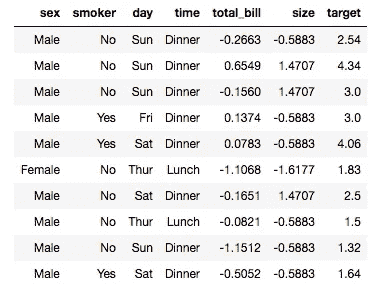 sex smoker day time total_bill size target
Male No Sun Dinner -0.2663 -0.5883 2.54
Male No Sun Dinner 0.6549 1.4707 4.34
Male No Sun Dinner -0.1560 1.4707 3.0
Male Yes Fri Dinner 0.1374 -0.5883 3.0
Male Yes Sat Dinner 0.0783 -0.5883 4.06
Female No Thur Lunch -1.1068 -1.6177 1.83
Male No Sat Dinner -0.1651 1.4707 2.5
Male No Thur Lunch -0.0821 -0.5883 1.5
Male No Sun Dinner -1.1512 -0.5883 1.32
Male Yes Sat Dinner -0.5052 -0.5883 1.64